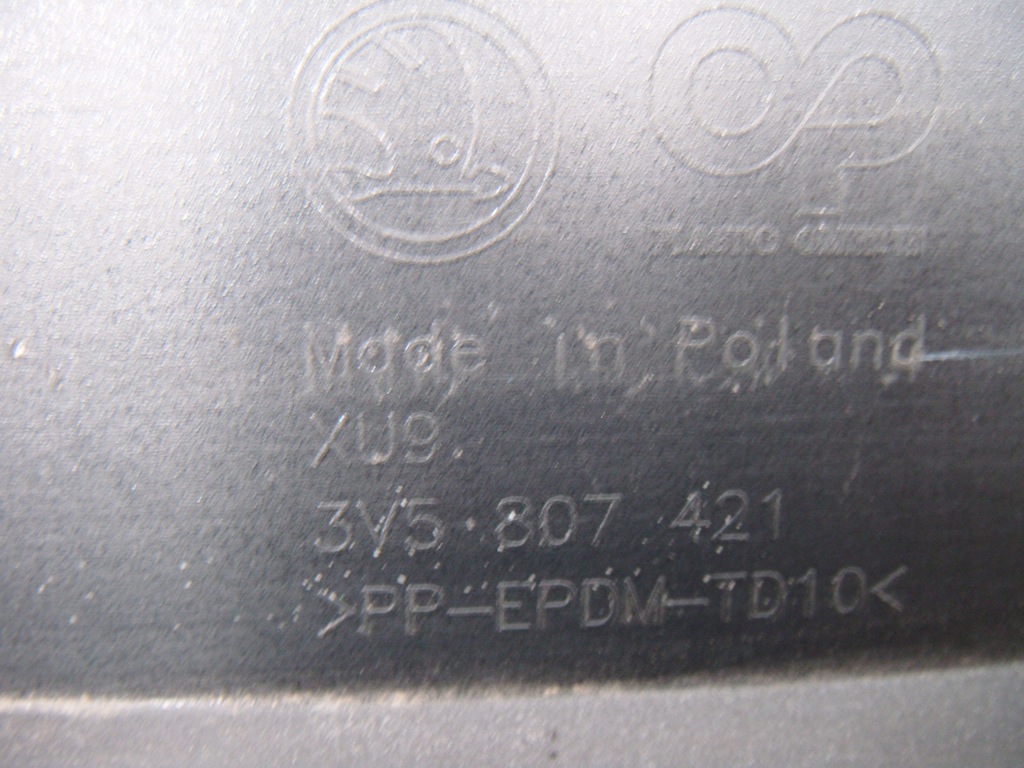 Made in Poland
XU9
3V5 807 421
>PP-EPDM-TD10<